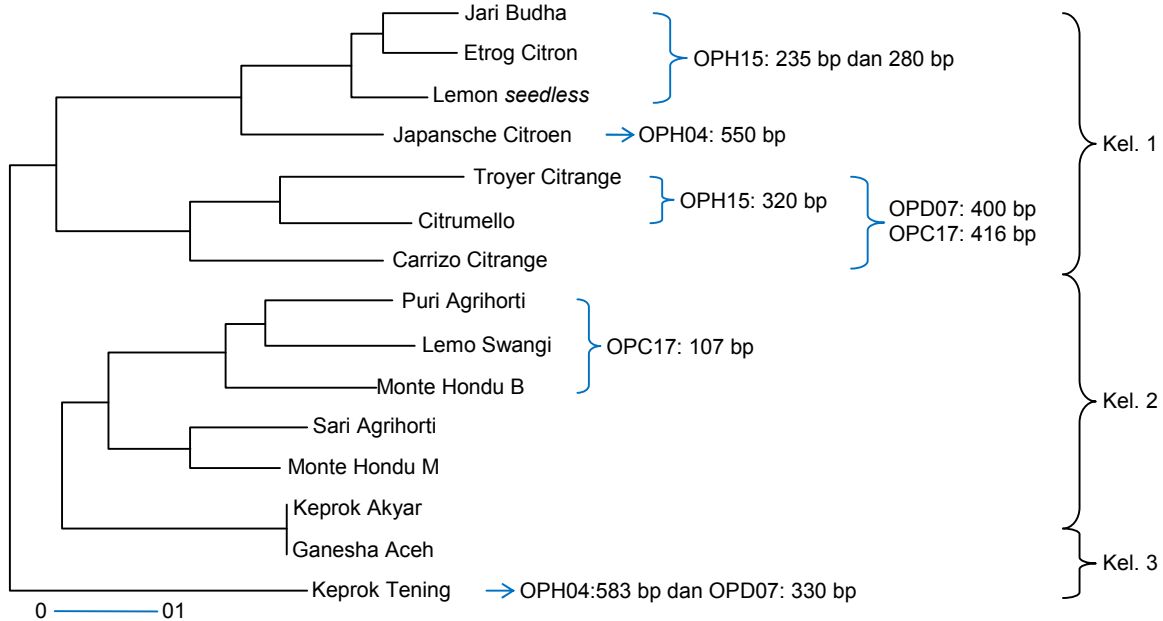 Jari Budha
Etrog Citron
OPH15: 235 bp dan 280 bp
Lemon seedless
Japansche Citroen
OPH04: 550 bp
Kel. 1
Troyer Citrange
OPH15: 320 bp
OPD07: 400 bp
OPC17: 416 bp
Citrumello
Carrizo Citrange
Puri Agrihorti
Lemo Swangi
OPC17: 107 bp
Monte Hondu B
Kel. 2
Sari Agrihorti
Monte Hondu M
Keprok Akyar
Ganesha Aceh
Kel. 3
Keprok Tening
OPH04:583 bp dan OPD07: 330 bp
0 01